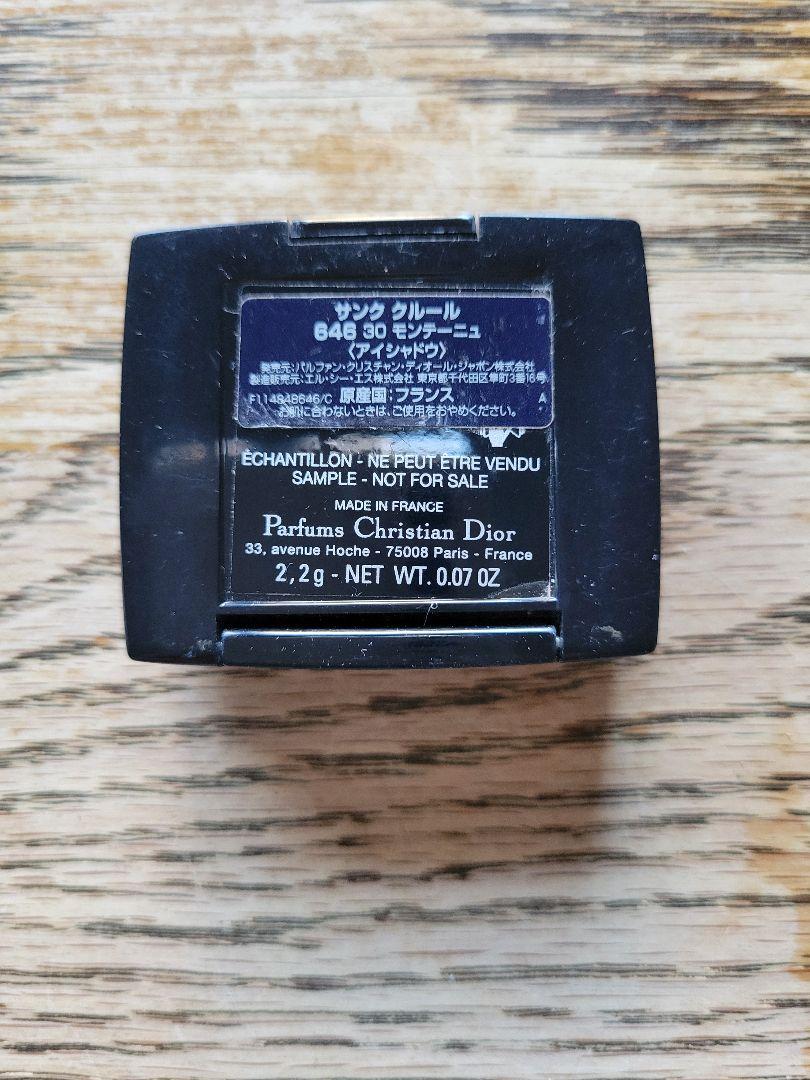 サンク クルール
646 30 モンテーニュ
〈アイシャドウ〉
発売元:パルファン・クリスチャン・ディオール・ジャポン株式会社
製造販売元:エル・シー・エス株式会社 東京都千代田区隼町3番16号
F114848646/C 原産国:フランス A
お肌に合わないときは、ご使用をおやめください。
ÉCHANTILLON - NE PEUT ÊTRE VENDU
SAMPLE - NOT FOR SALE
MADE IN FRANCE
Parfums Christian Dior
33, avenue Hoche - 75008 Paris - France
2,2g - NET WT. 0.07 OZ